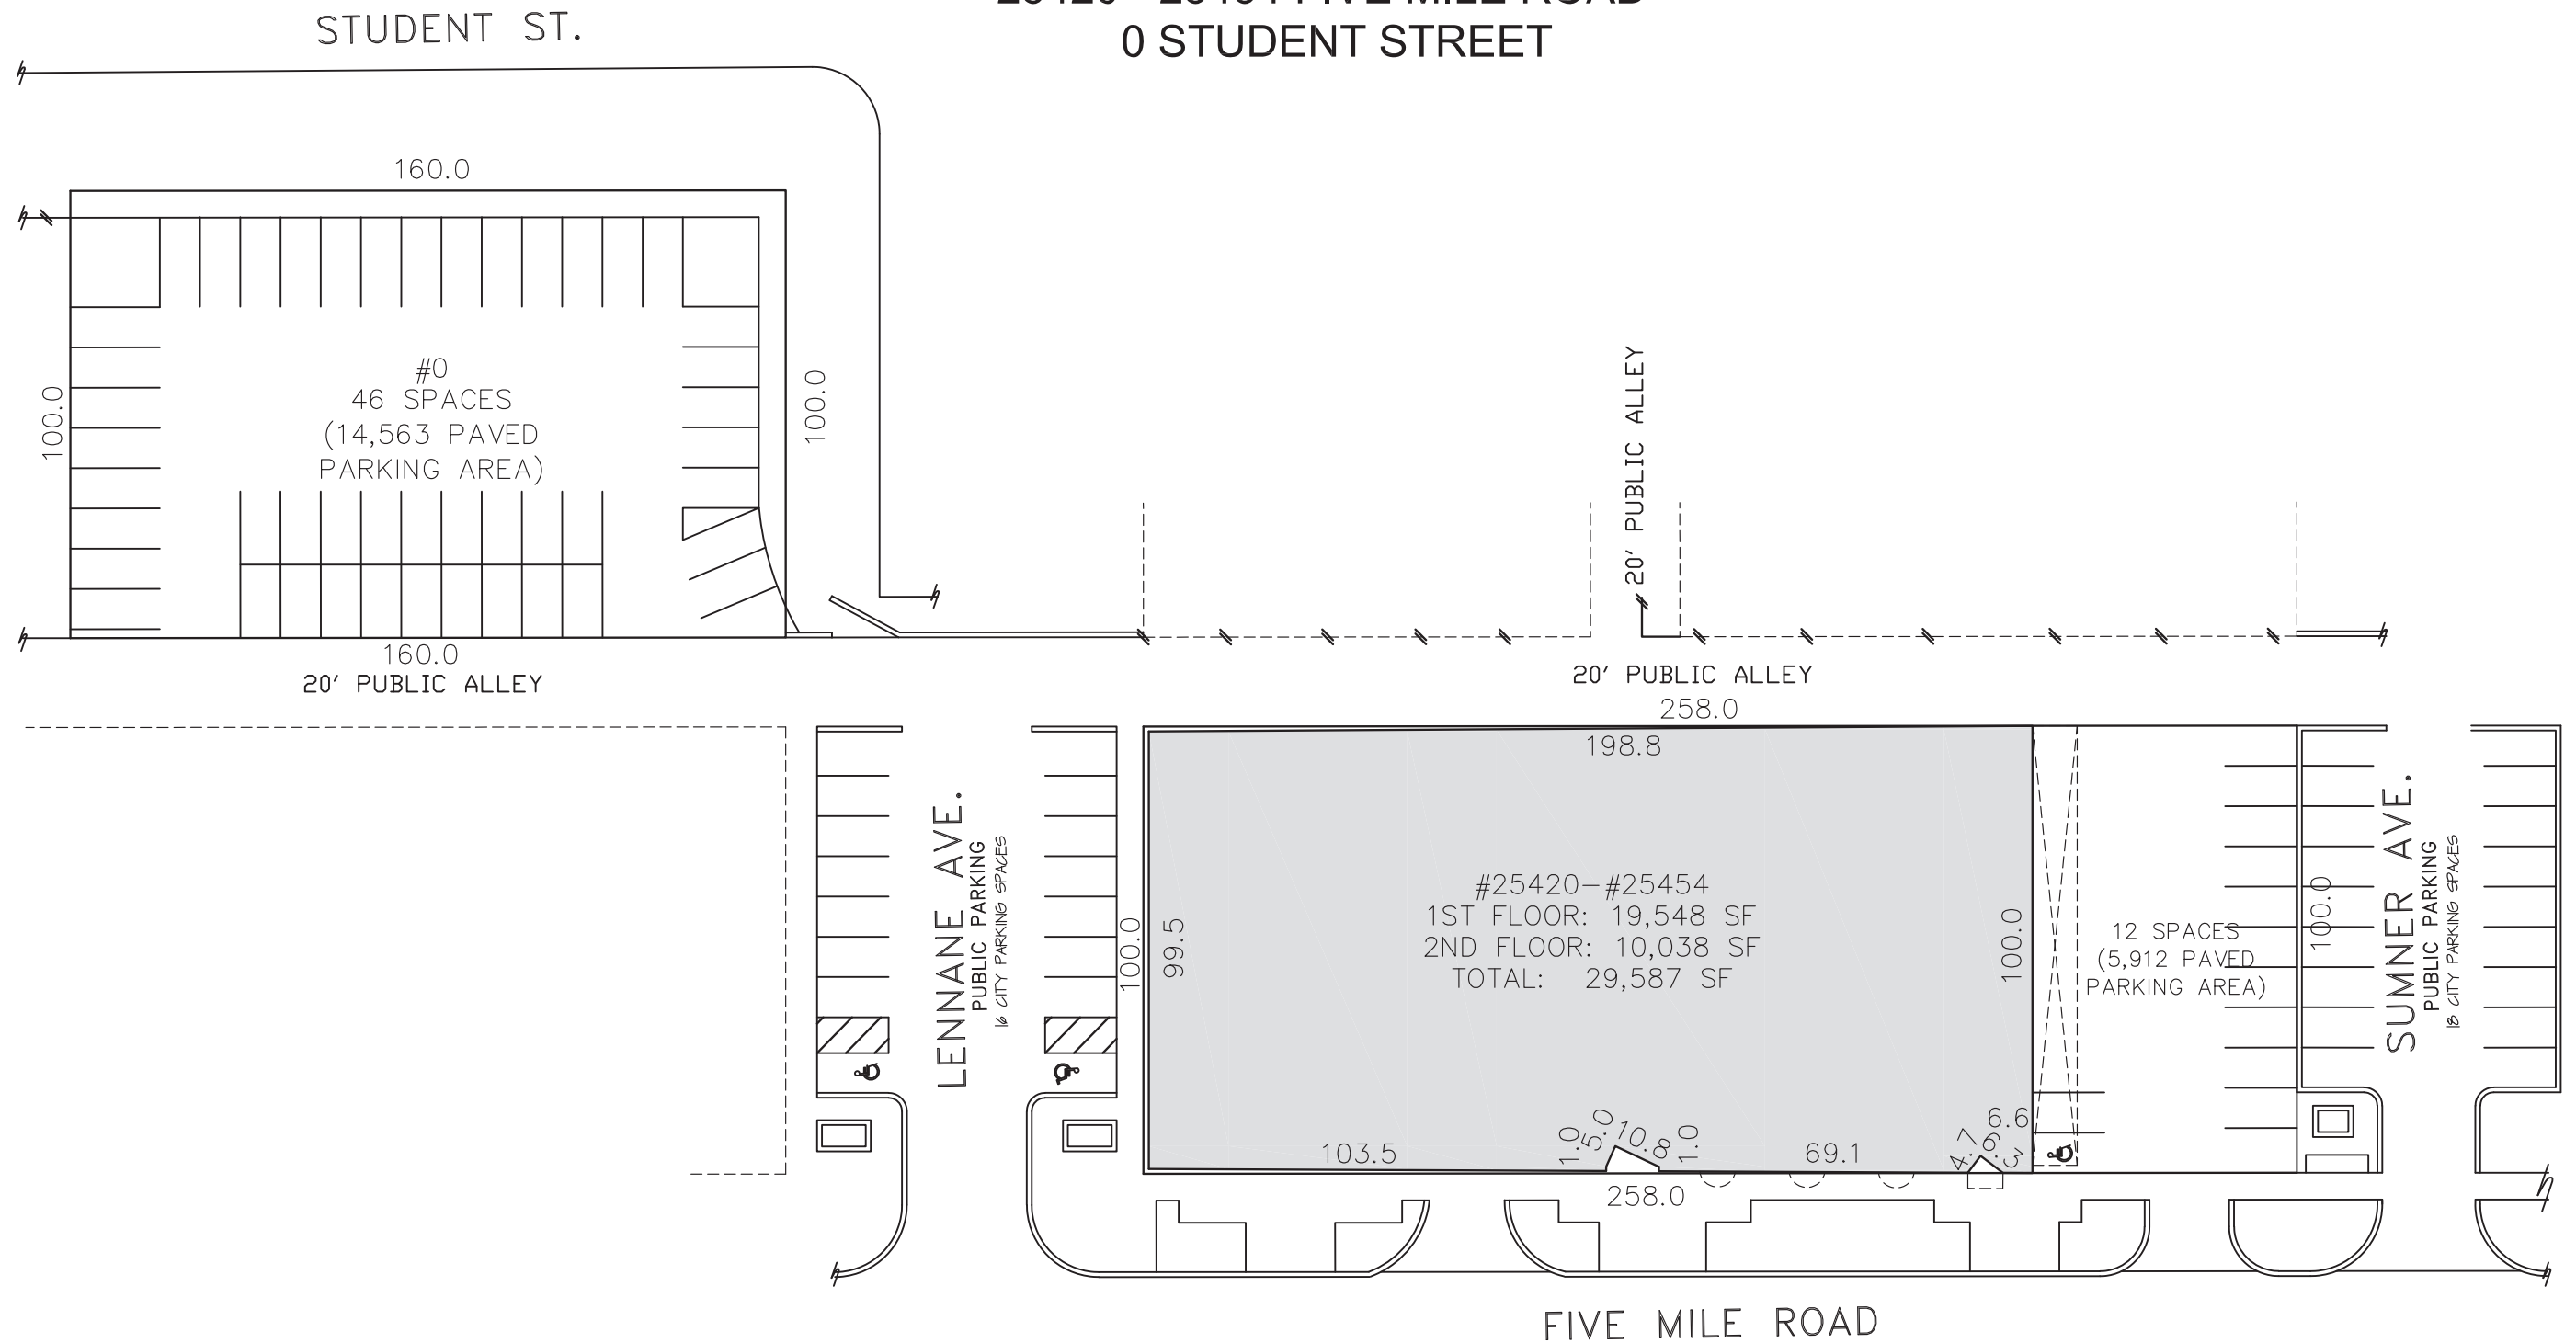 0 STUDENT STREET
STUDENT ST.
160.0
100.0
#0
46 SPACES
(14,563 PAVED
PARKING AREA)
100.0
160.0
20' PUBLIC ALLEY
20' PUBLIC ALLEY
20' PUBLIC ALLEY
258.0
198.8
LENNANE AVE.
PUBLIC PARKING
16 CITY PARKING SPACES
100.0
99.5
#25420-#25454
1ST FLOOR: 19,548 SF
2ND FLOOR: 10,038 SF
TOTAL: 29,587 SF
100.0
12 SPACES
(5,912 PAVED
PARKING AREA)
100.0
SUMNER AVE.
PUBLIC PARKING
18 CITY PARKING SPACES
103.5
1.0
5.0
10.8
1.0
69.1
4.7
6.3
6.6
258.0
FIVE MILE ROAD